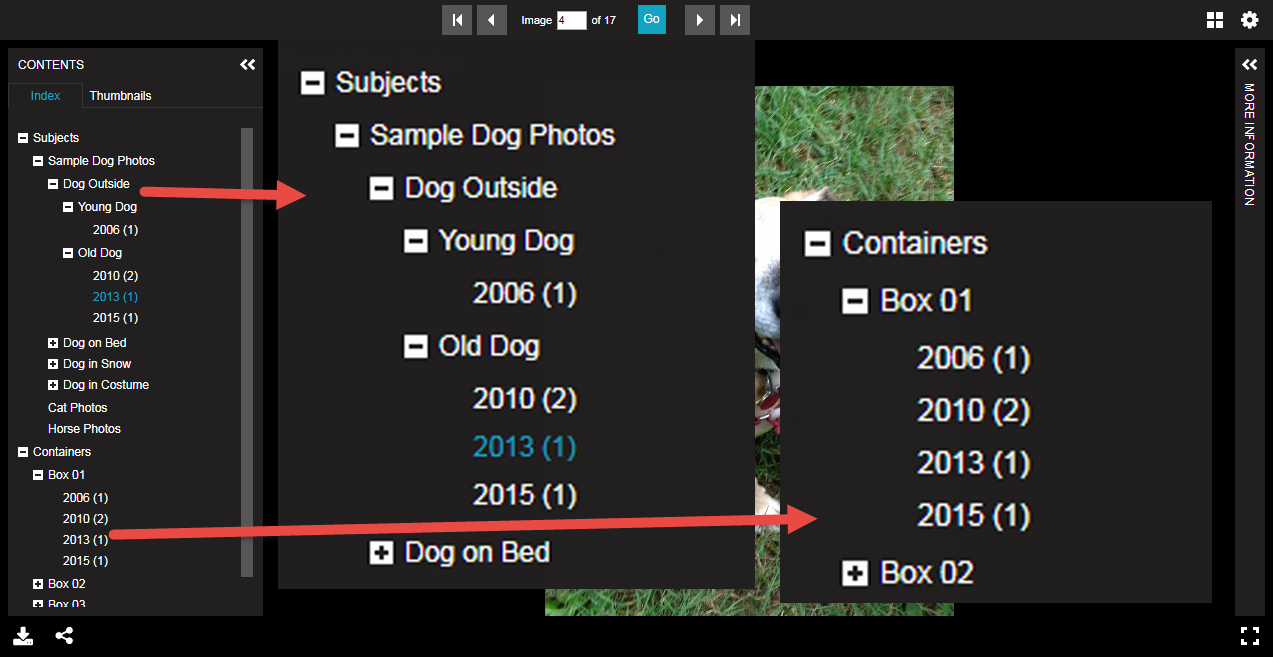 Image 4 of 17 Go
CONTENTS
Index Thumbnails
Subjects
Sample Dog Photos
Dog Outside
Young Dog
2006 (1)
Old Dog
2010 (2)
2013 (1)
2015 (1)
Dog on Bed
Dog in Snow
Dog in Costume
Cat Photos
Horse Photos
Containers
Box 01
2006 (1)
2010 (2)
2013 (1)
2015 (1)
Box 02
Box 03
Subjects
Sample Dog Photos
Dog Outside
Young Dog
2006 (1)
Old Dog
2010 (2)
2013 (1)
2015 (1)
Dog on Bed
Containers
Box 01
2006 (1)
2010 (2)
2013 (1)
2015 (1)
Box 02
MORE INFORMATION